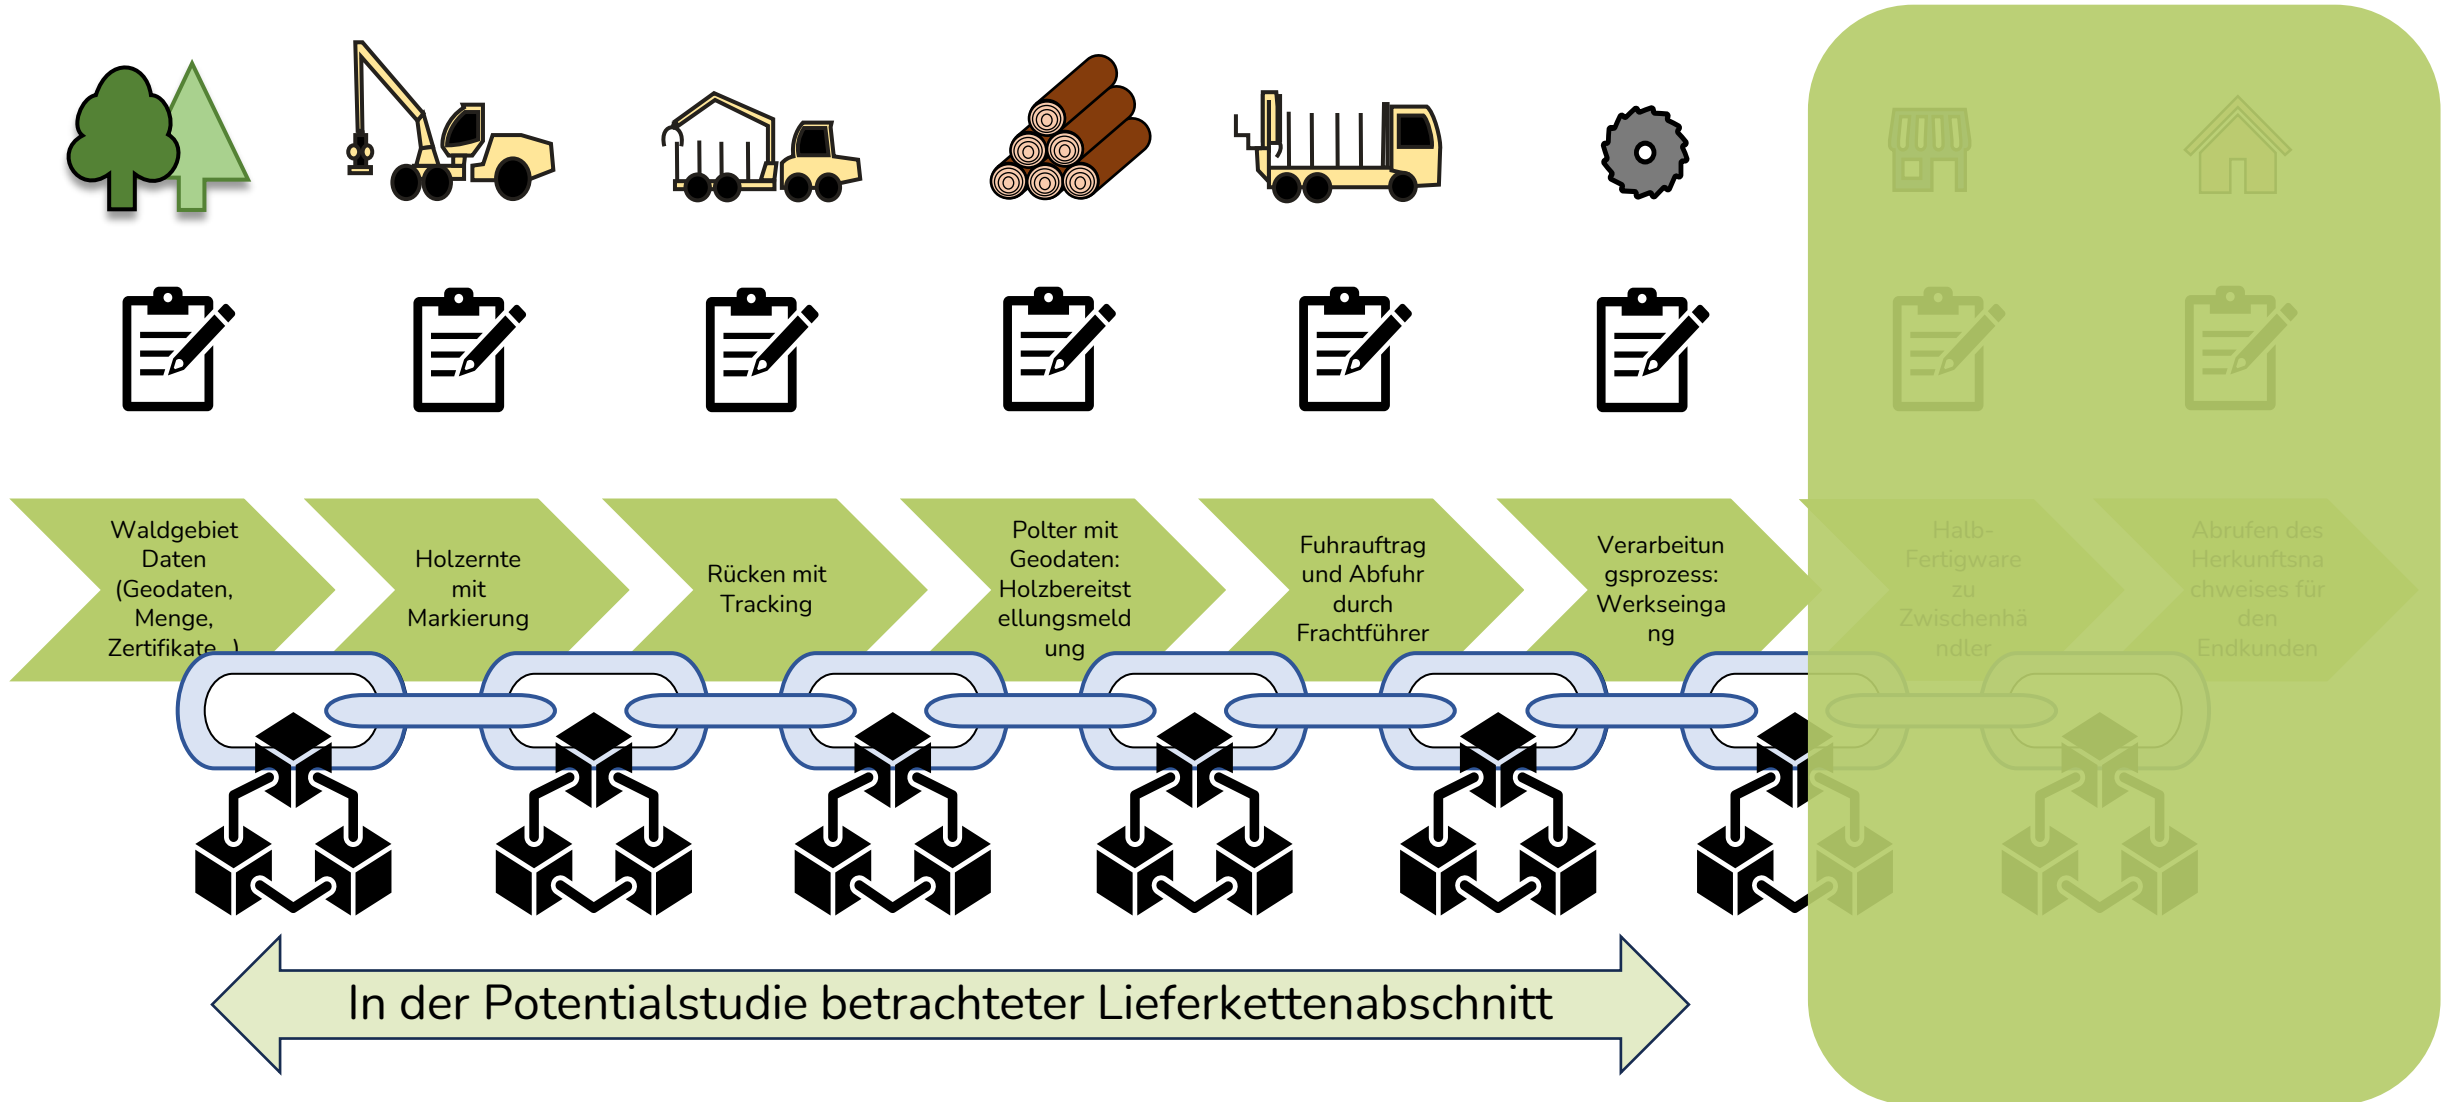 Waldgebiet
Daten
(Geodaten,
Menge,
Zertifikate…)
Holzernte
mit
Markierung
Rücken mit
Tracking
Polter mit
Geodaten:
Holzbereitst
ellungsmeld
ung
Fuhrauftrag
und Abfuhr
durch
Frachtführer
Verarbeitun
gsprozess:
Werkseinga
ng
Halb-
Fertigware
zu
Zwischenhä
ndler
Abrufen des
Herkunftsna
chweises für
den
Endkunden
In der Potentialstudie betrachteter Lieferkettenabschnitt